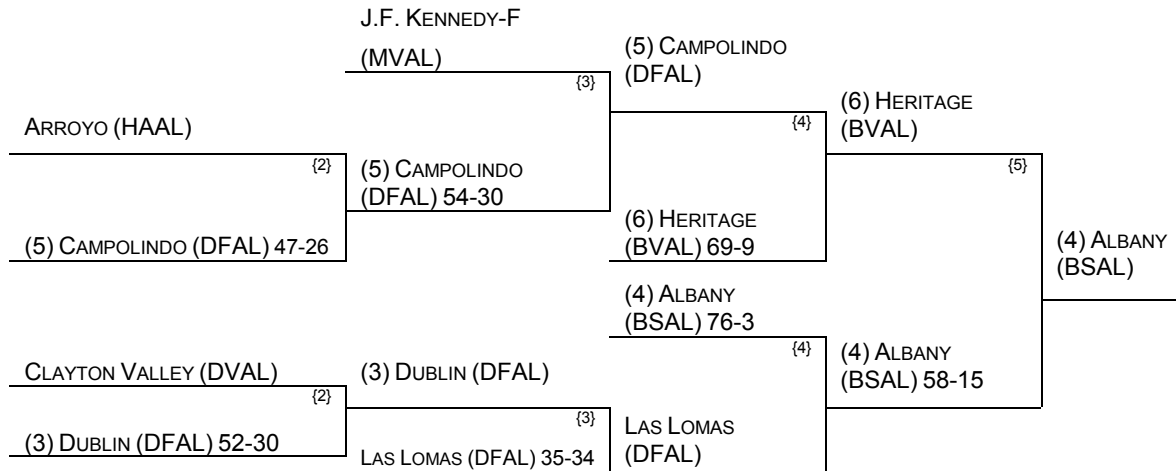 J.F. KENNEDY-F
(MVAL)
{3}
(5) CAMPOLINDO
(DFAL)
ARROYO (HAAL)
{2}
(5) CAMPOLINDO
(DFAL) 54-30
{4}
(6) HERITAGE
(BVAL)
{5}
(5) CAMPOLINDO (DFAL) 47-26
(6) HERITAGE
(BVAL) 69-9
(4) ALBANY
(BSAL)
(4) ALBANY
(BSAL) 76-3
{4}
CLAYTON VALLEY (DVAL)
{2}
(3) DUBLIN (DFAL)
(4) ALBANY
(BSAL) 58-15
(3) DUBLIN (DFAL) 52-30
{3}
LAS LOMAS (DFAL) 35-34
LAS LOMAS
(DFAL)